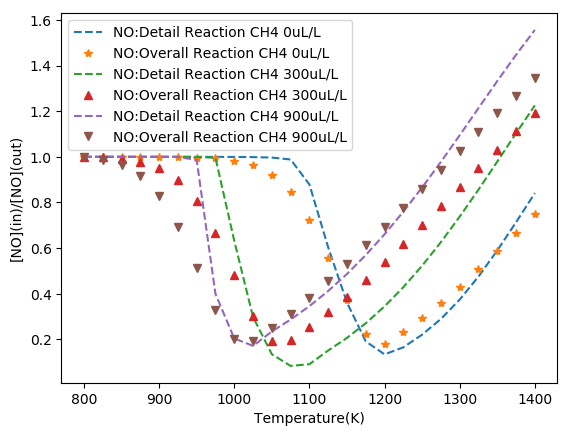 1.6
1.4
1.2
1.0
0.8
0.6
0.4
0.2
[NO](in)/[NO](out)
NO:Detail Reaction CH4 0uL/L
NO:Overall Reaction CH4 0uL/L
NO:Detail Reaction CH4 300uL/L
NO:Overall Reaction CH4 300uL/L
NO:Detail Reaction CH4 900uL/L
NO:Overall Reaction CH4 900uL/L
800 900 1000 1100 1200 1300 1400
Temperature(K)